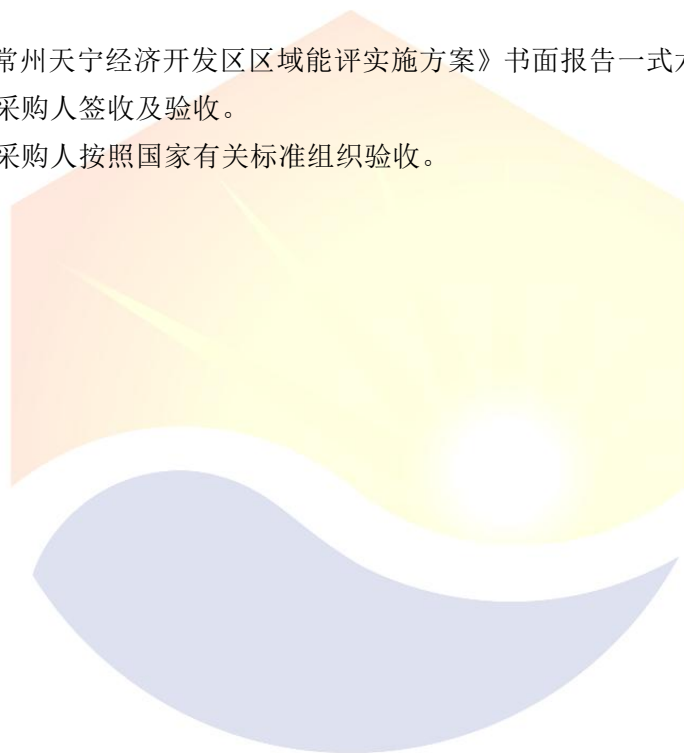 常州天宁经济开发区区域能评实施方案》书面报告一式
采购人签收及验收。
采购人按照国家有关标准组织验收。